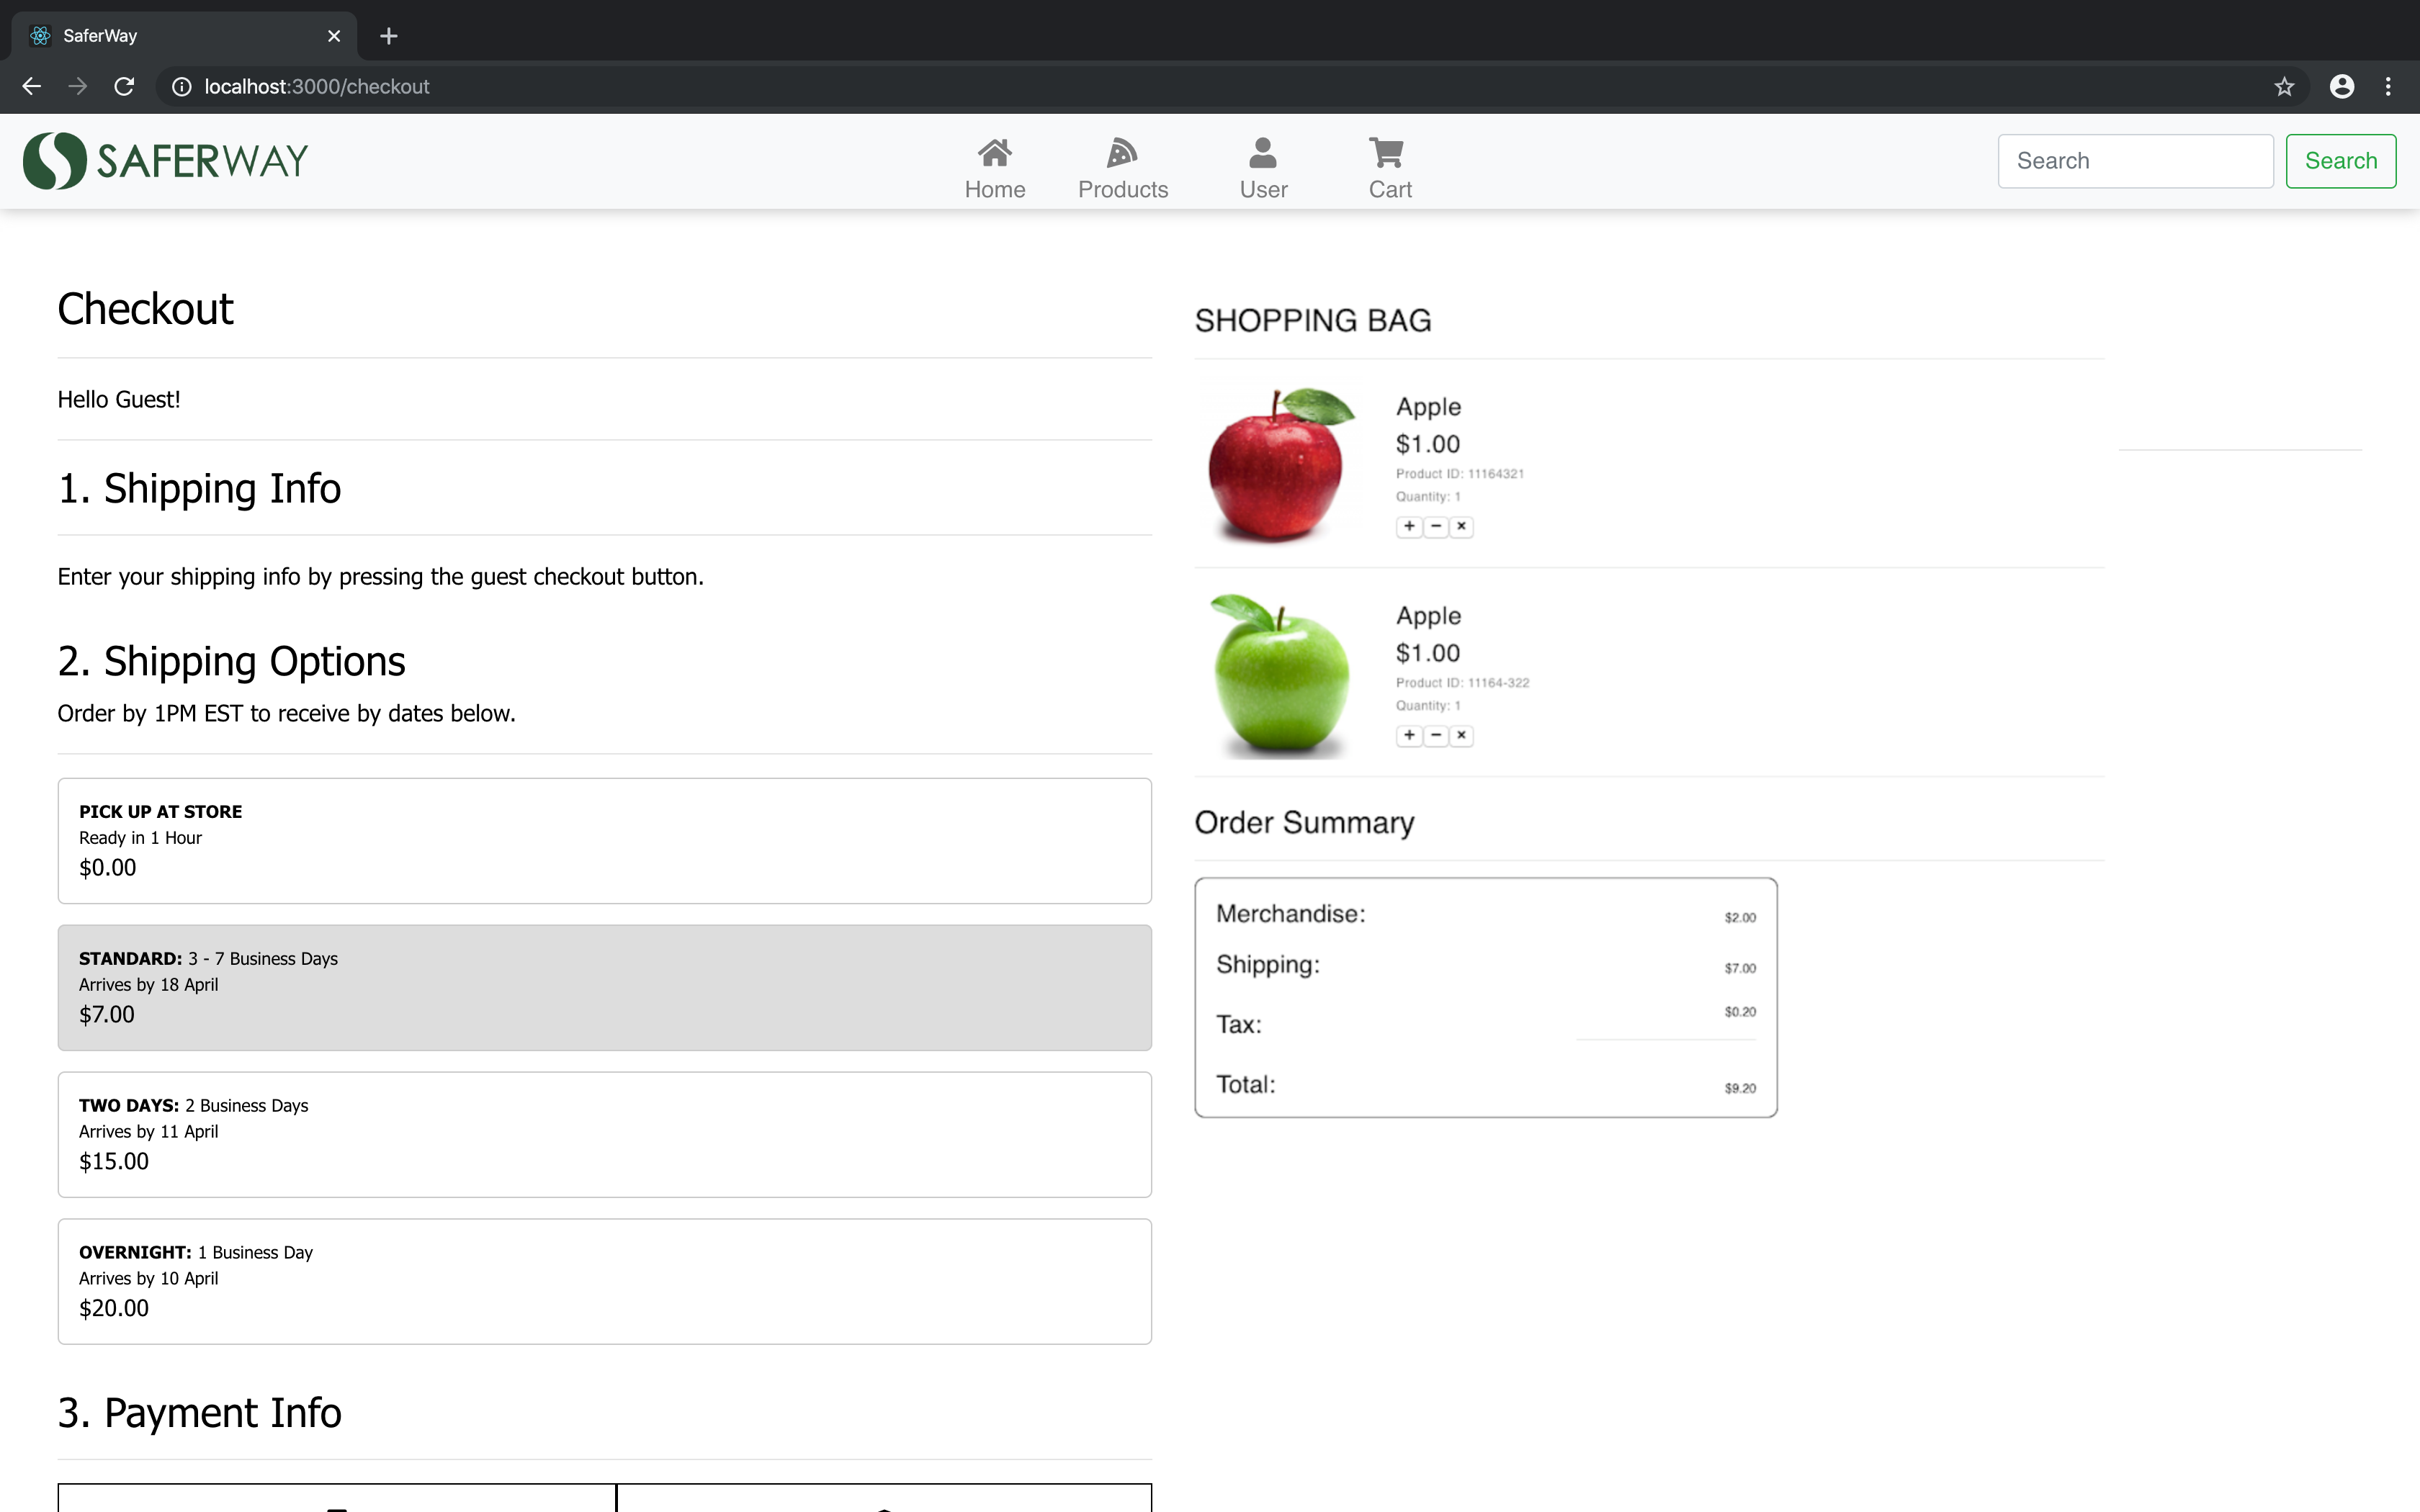 SaferWay
localhost:3000/checkout
SAFERWAY
Home
Products
User
Cart
Search
Search
Checkout
Hello Guest!
1. Shipping Info
Enter your shipping info by pressing the guest checkout button.
2. Shipping Options
Order by 1PM EST to receive by dates below.
PICK UP AT STORE
Ready in 1 Hour
$0.00
STANDARD: 3 - 7 Business Days
Arrives by 18 April
$7.00
TWO DAYS: 2 Business Days
Arrives by 11 April
$15.00
OVERNIGHT: 1 Business Day
Arrives by 10 April
$20.00
3. Payment Info
SHOPPING BAG
Apple
$1.00
Product ID: 11164321
Quantity: 1
Apple
$1.00
Product ID: 11164-322
Quantity: 1
Order Summary
Merchandise: $2.00
Shipping: $7.00
Tax: $0.20
Total: $9.20